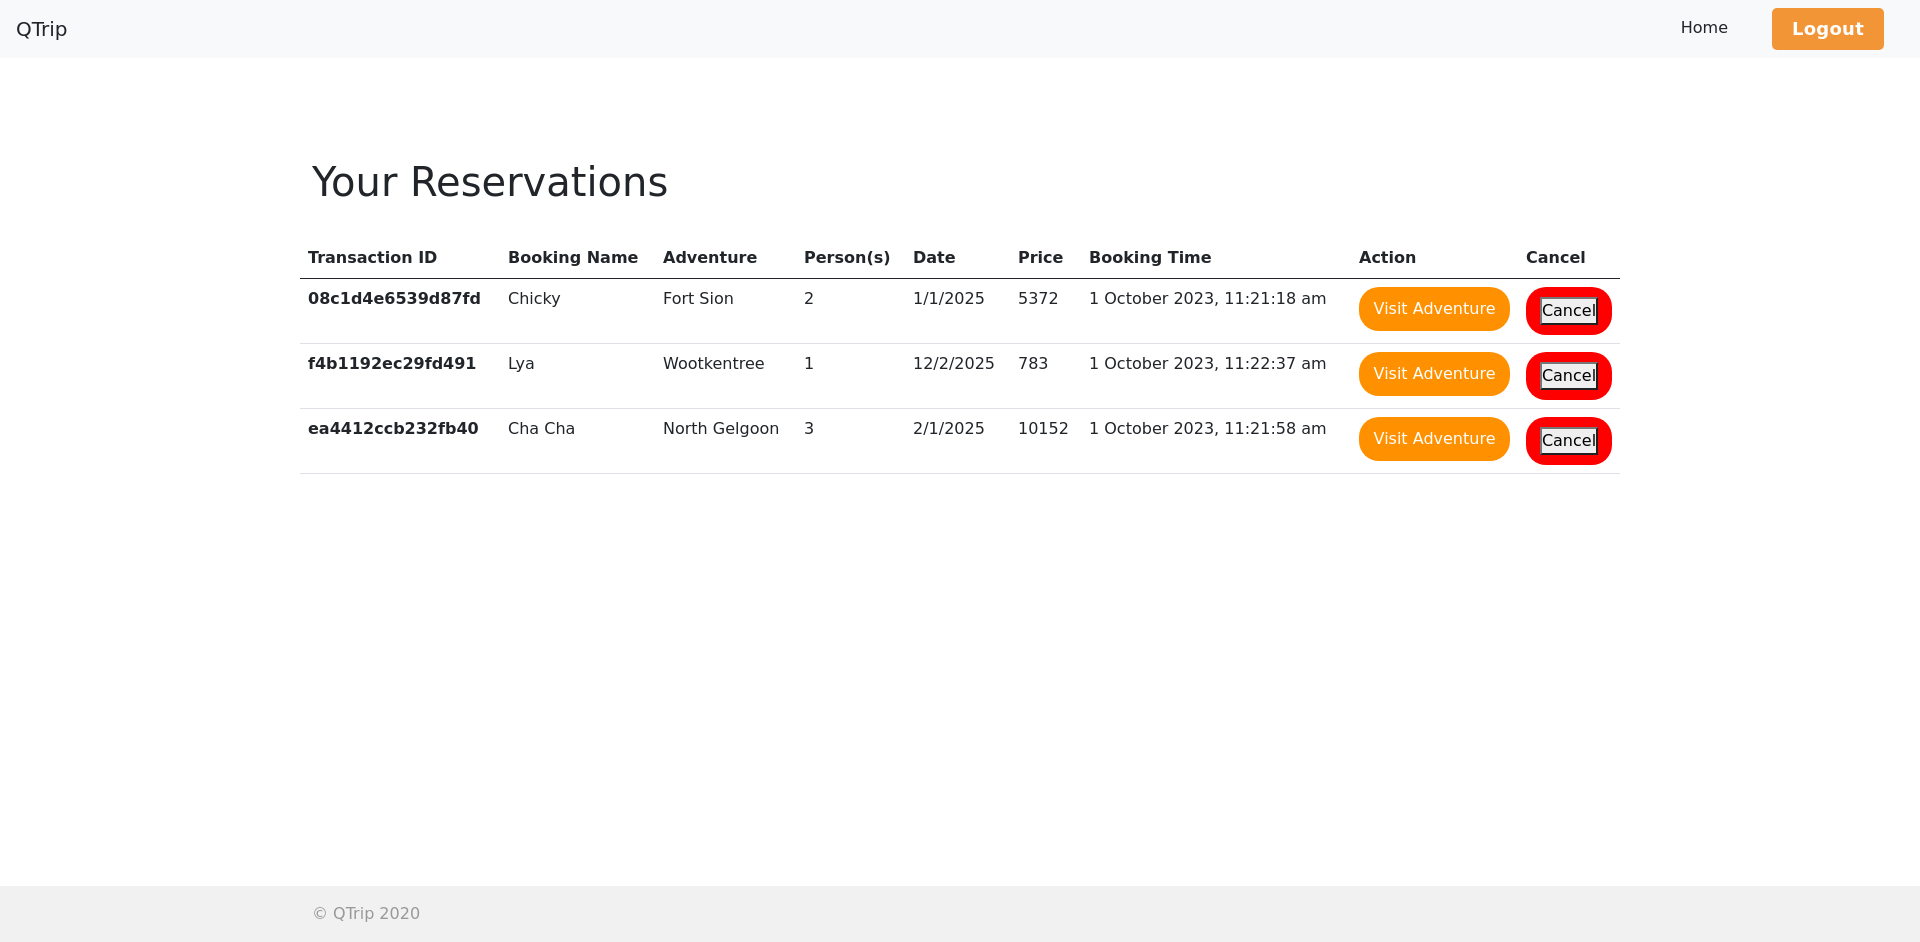 QTrip Home Logout
Your Reservations
Transaction ID Booking Name Adventure Person(s) Date Price Booking Time Action Cancel
08c1d4e6539d87fd Chicky Fort Sion 2 1/1/2025 5372 1 October 2023, 11:21:18 am Visit Adventure Cancel
f4b1192ec29fd491 Lya Wootkentree 1 12/2/2025 783 1 October 2023, 11:22:37 am Visit Adventure Cancel
ea4412ccb232fb40 Cha Cha North Gelgoon 3 2/1/2025 10152 1 October 2023, 11:21:58 am Visit Adventure Cancel
© QTrip 2020